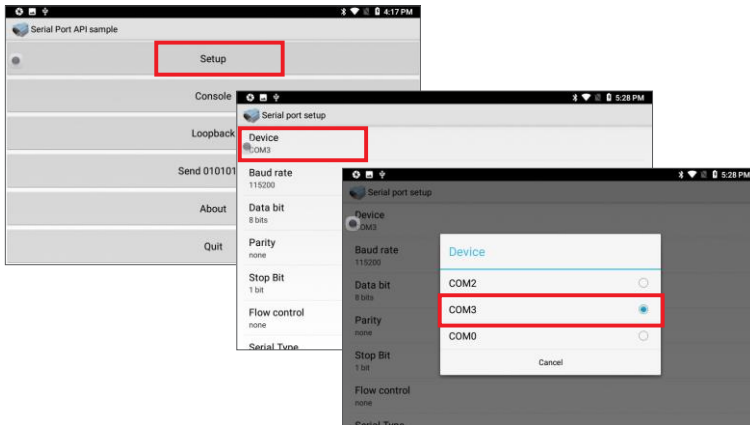 4:17 PM
Serial Port API sample
Setup
Console
Loopback
Send 010101
About
Quit
5:28 PM
Serial port setup
Device
COM3
Baud rate
115200
Data bit
8 bits
Parity
none
Stop Bit
1 bit
Flow control
none
Serial Type
5:28 PM
Serial port setup
Device
COM3
Baud rate
115200
Data bit
8 bits
Parity
none
Stop Bit
1 bit
Flow control
none
Serial Type
Device
COM2
COM3
COM0
Cancel